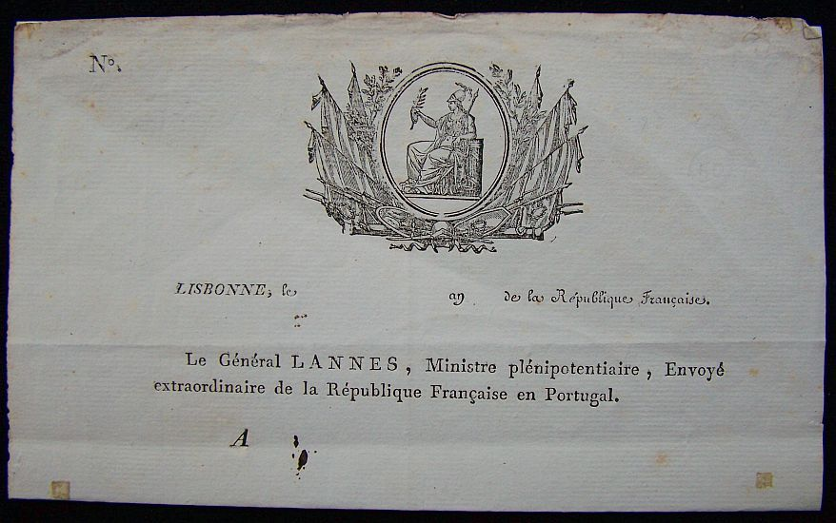 Nº.
LISBONNE, le an de la République Française.
Le Général LANNES, Ministre plénipotentiaire, Envoyé
extraordinaire de la République Française en Portugal.
A